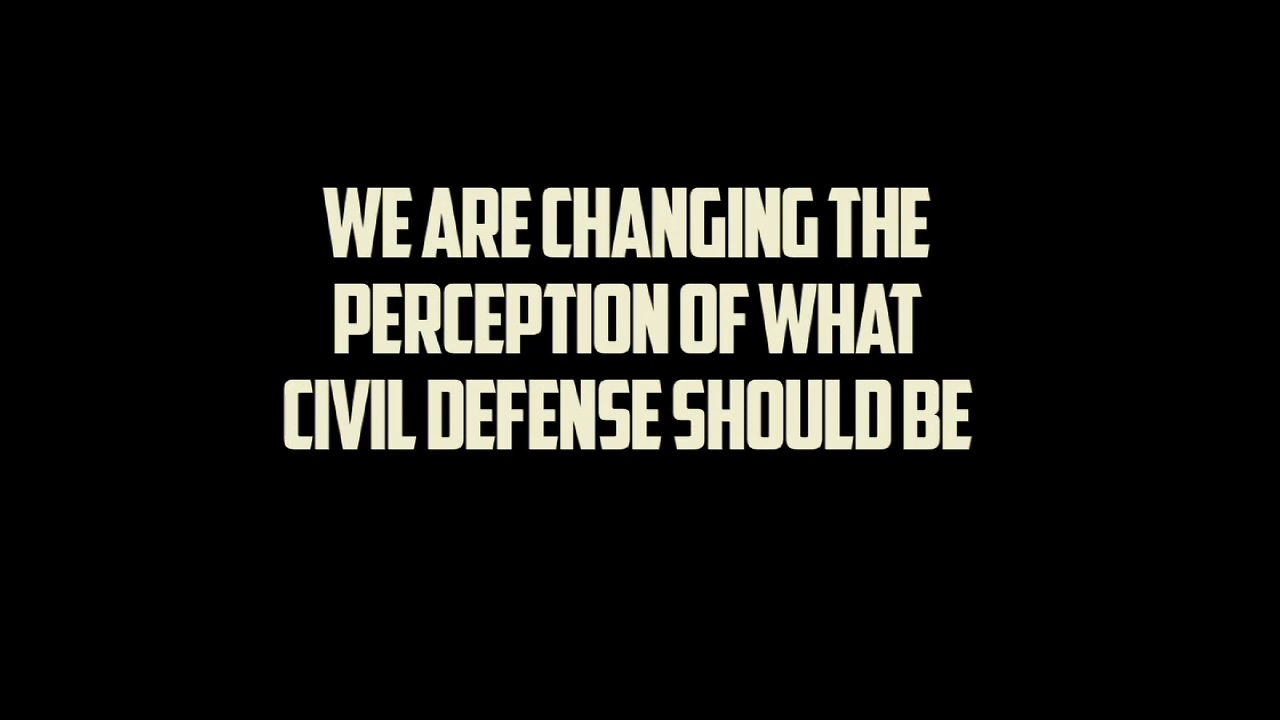 WE ARE CHANGING THE
PERCEPTION OF WHAT
CIVIL DEFENSE SHOULD BE